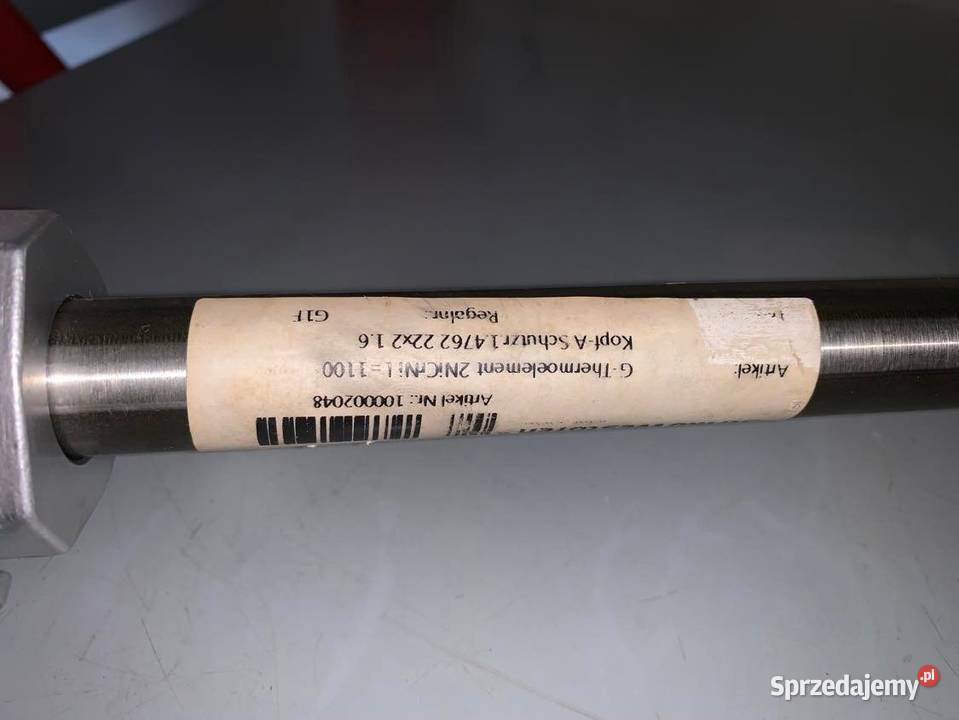 Artikel Nr.: 100002048
Artikel:
G-Thermoelement 2NiCrNi L=1100
Kopf-A Schutzr 1.4762 22x2 1.6
Regalnr.:
G1F
Sprzedajemy.pl